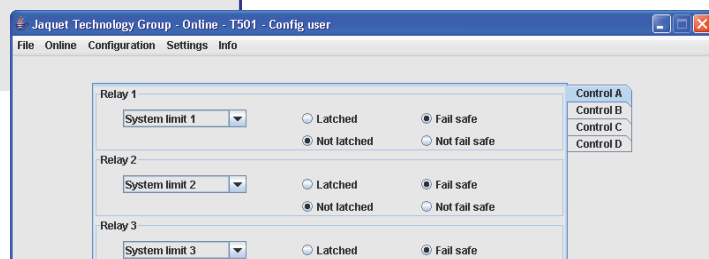 Jaquet Technology Group - Online - T501 - Config user
File Online Configuration Settings Info
Relay 1
System limit 1 Latched Fail safe
Not latched Not fail safe
Relay 2
System limit 2 Latched Fail safe
Not latched Not fail safe
Relay 3
System limit 3 Latched Fail safe
Control A
Control B
Control C
Control D